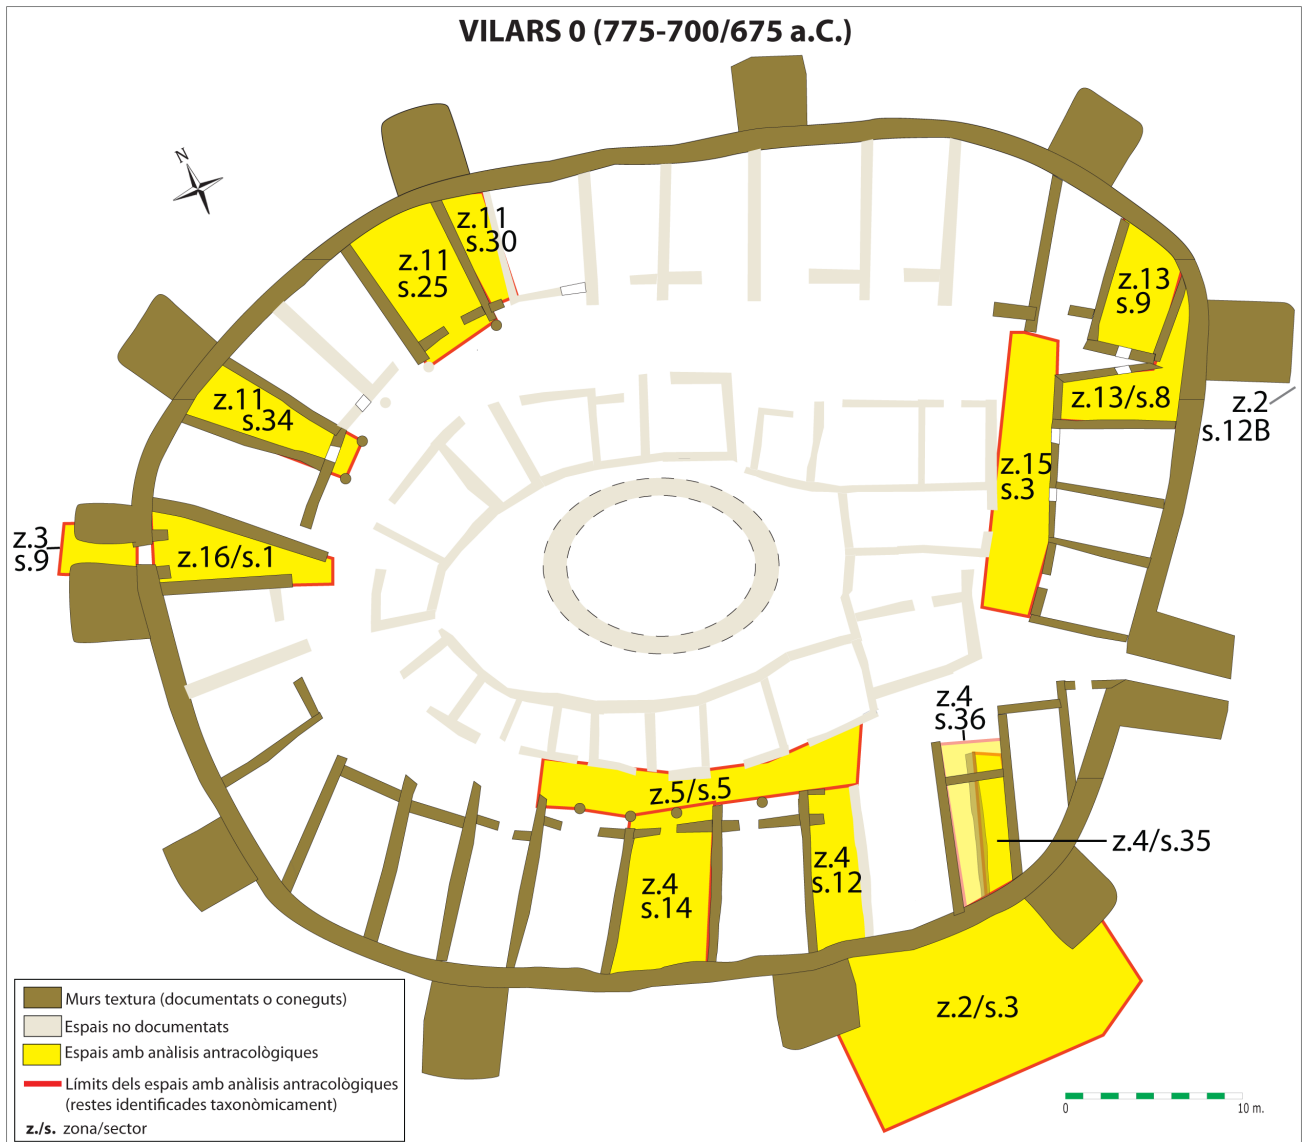 VILARS 0 (775-700/675 a.C.)
N
z.11
s.30
z.11
s.25
z.13
s.9
z.11
s.34
z.13/s.8
z.2
s.12B
z.15
s.3
z.3
s.9
z.16/s.1
z.4
s.36
z.5/s.5
z.4/s.35
z.4
s.12
z.4
s.14
z.2/s.3
Murs textura (documentats o coneguts)
Espais no documentats
Espais amb anàlisis antracològiques
Límits dels espais amb anàlisis antracològiques
(restes identificades taxonòmicament)
z./s. zona/sector
0 10 m.